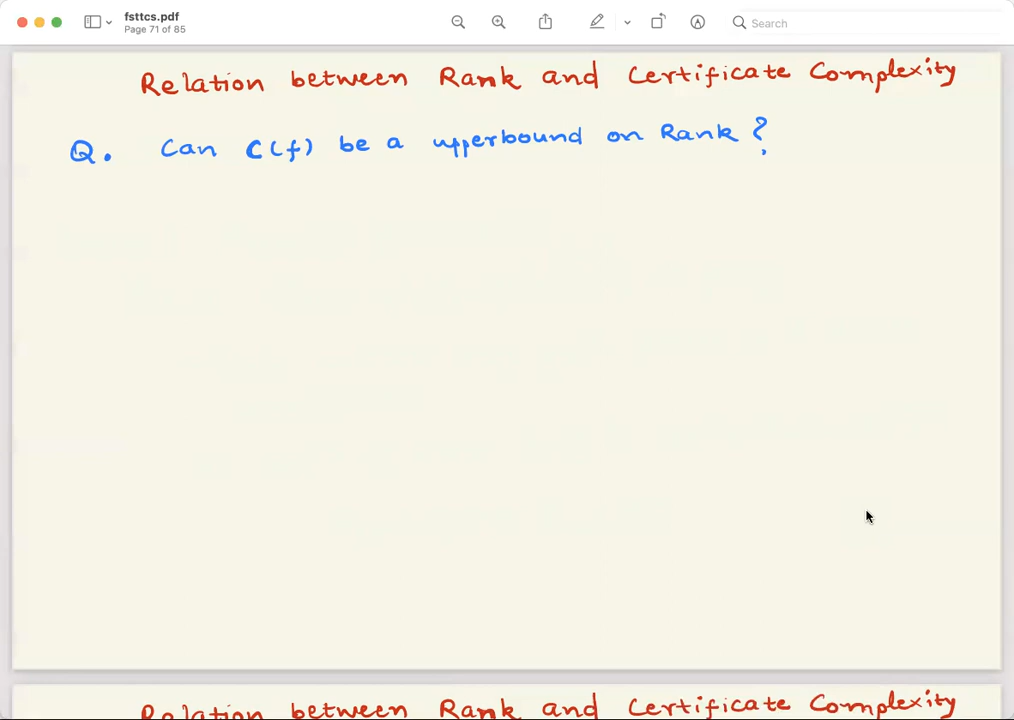 fsttcs.pdf
Page 71 of 85
Search
Relation between Rank and Certificate Complexity
Q. Can C(f) be a upperbound on Rank?
Relation between Rank and Certificate Complexity